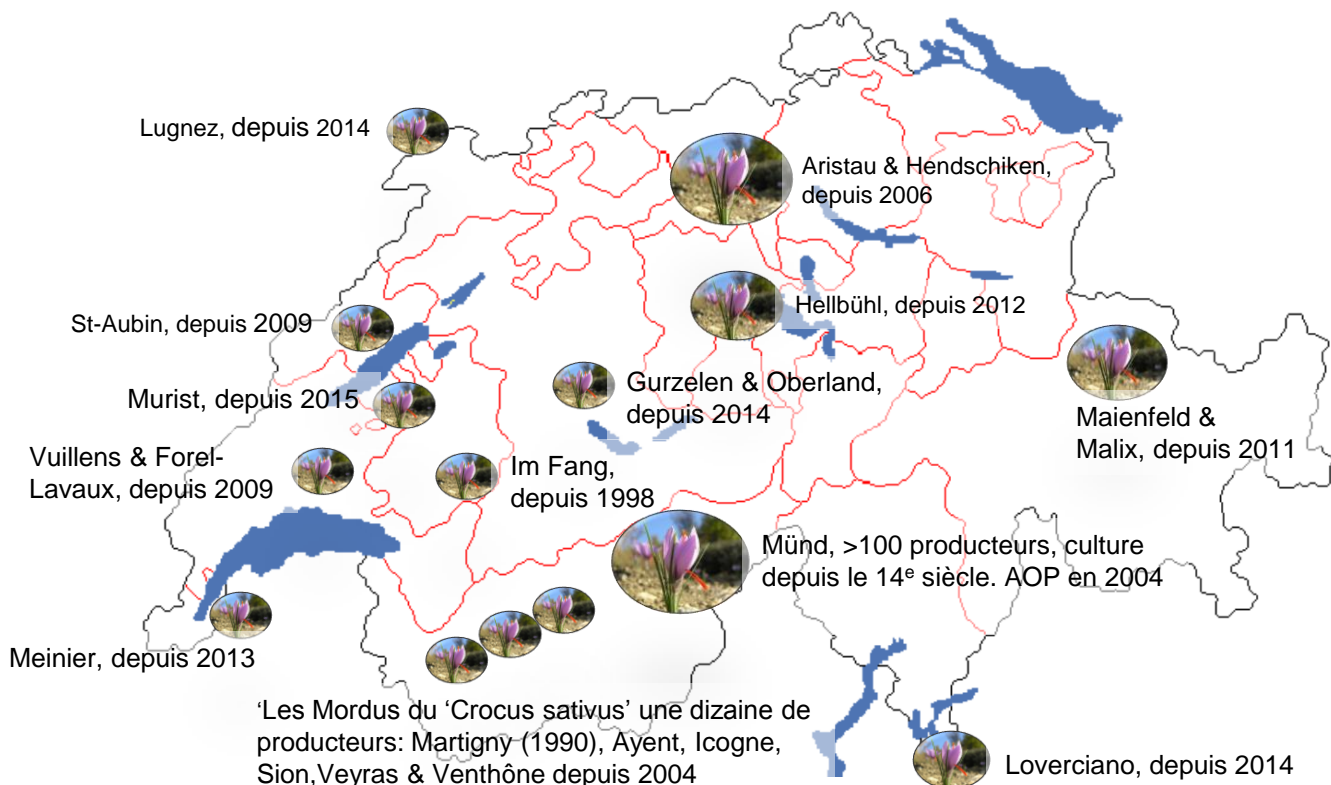 Lugnez, depuis 2014
Aristau & Hendschiken,
depuis 2006
St-Aubin, depuis 2009
Hellbühl, depuis 2012
Murist, depuis 2015
Gurzelen & Oberland,
depuis 2014
Maienfeld &
Malix, depuis 2011
Vuillens & Forel-
Lavaux, depuis 2009
Im Fang,
depuis 1998
Münd, >100 producteurs, culture
depuis le 14e siècle. AOP en 2004
Meinier, depuis 2013
'Les Mordus du 'Crocus sativus' une dizaine de
producteurs: Martigny (1990), Ayent, Icogne,
Sion,Veyras & Venthône depuis 2004
Loverciano, depuis 2014